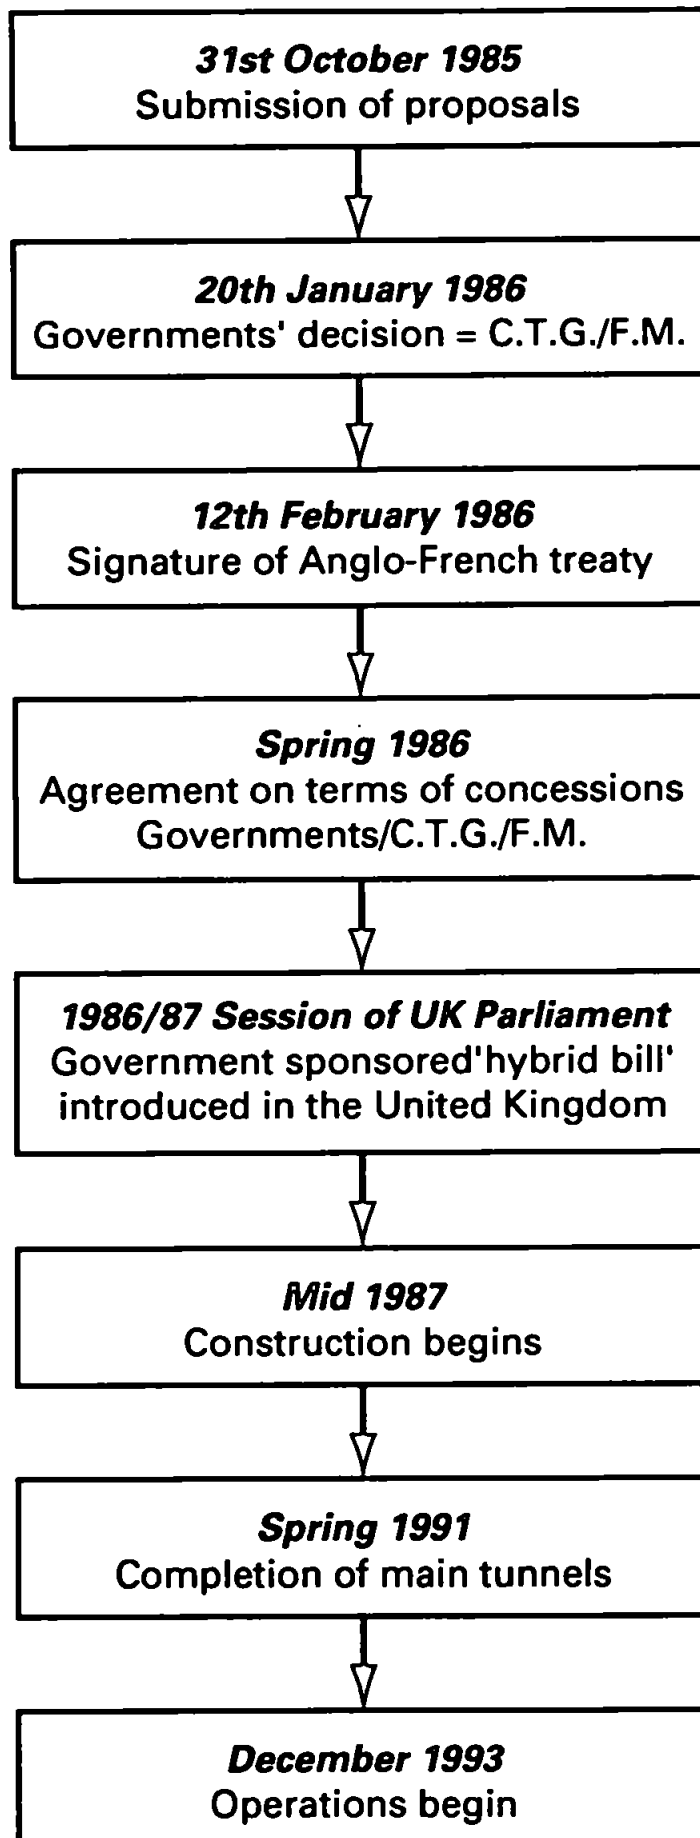 31st October 1985
Submission of proposals
20th January 1986
Governments' decision = C.T.G./F.M.
12th February 1986
Signature of Anglo-French treaty
Spring 1986
Agreement on terms of concessions
Governments/C.T.G./F.M.
1986/87 Session of UK Parliament
Government sponsored'hybrid bill'
introduced in the United Kingdom
Mid 1987
Construction begins
Spring 1991
Completion of main tunnels
December 1993
Operations begin